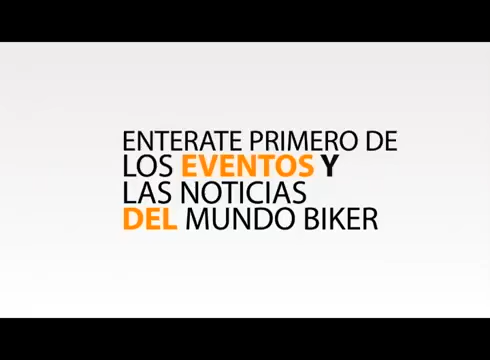 ENTERATE PRIMERO DE
LOS EVENTOS Y
LAS NOTICIAS
DEL MUNDO BIKER